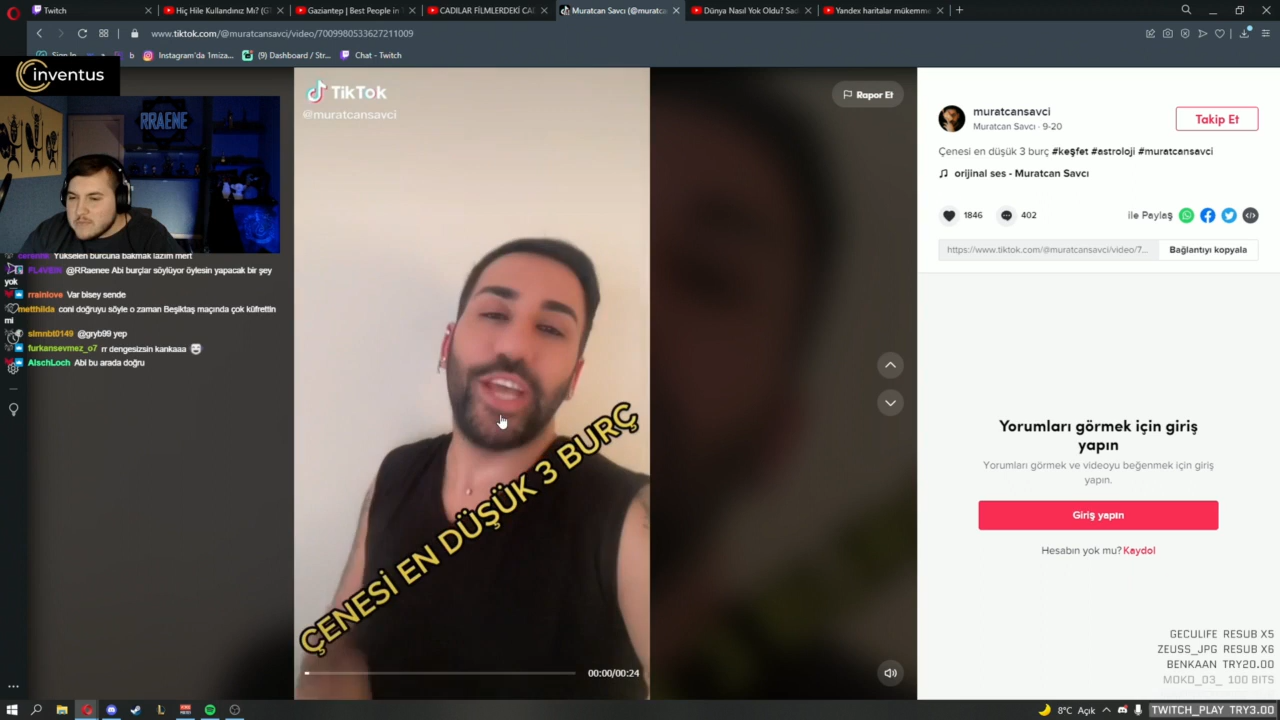 Twitch
Hiç Hile Kullandınız Mı? (G
Gaziantep | Best People in
CADILAR FİLMLERDEKİ CA
Muratcan Savcı (@muratca
Dünya Nasıl Yok Oldu? Sad
Yandex haritalar mükemme
www.tiktok.com/@muratcansavci/video/7009980533627211009
b
Instagram'da 1miza...
(9) Dashboard / Str...
Chat - Twitch
inventus
RRAENE
Yükselen burcuna bakmak lazım mert
@RRaenee Abi burçlar söylüyor öylesin yapacak bir şey
yok
rrainlove Var bisey sende
metthilda coni doğruyu söyle o zaman Beşiktaş maçında çok küfrettin
mi
slmnbt0149 @gryb99 yep
furkansevmez_o7 rr dengesizsin kankaaa
AlschLoch Abi bu arada doğru
TikTok
@muratcansavci
ÇENESİ EN DÜŞÜK 3 BURÇ
00:00/00:24
Rapor Et
muratcansavci
Muratcan Savcı · 9-20
Takip Et
Çenesi en düşük 3 burç #keşfet #astroloji #muratcansavci
orijinal ses - Muratcan Savcı
1846
402
ile Paylaş
https://www.tiktok.com/@muratcansavci/video/7...
Bağlantıyı kopyala
Yorumları görmek için giriş
yapın
Yorumları görmek ve videoyu beğenmek için giriş
yapın.
Giriş yapın
Hesabın yok mu? Kaydol
GECULIFE RESUB X5
ZEUSS_JPG RESUB X6
BENKAAN TRY20.00
MOKD_03_ 100 BITS
8°C Açık
TWITCH_PLAY TRY3.00